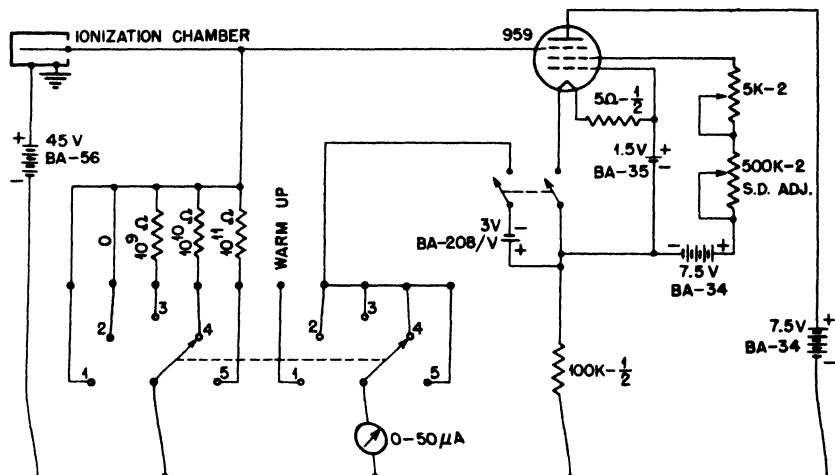 IONIZATION CHAMBER
959
45 V
BA-56
5Ω-1/2
5K-2
1.5V
BA-35
500K-2
S.D. ADJ.
0
10⁹ Ω
10¹⁰ Ω
10¹¹ Ω
WARM UP
3V
BA-208/V
7.5 V
BA-34
7.5V
BA-34
1
2
3
4
5
1
2
3
4
5
100K-1/2
0-50μA